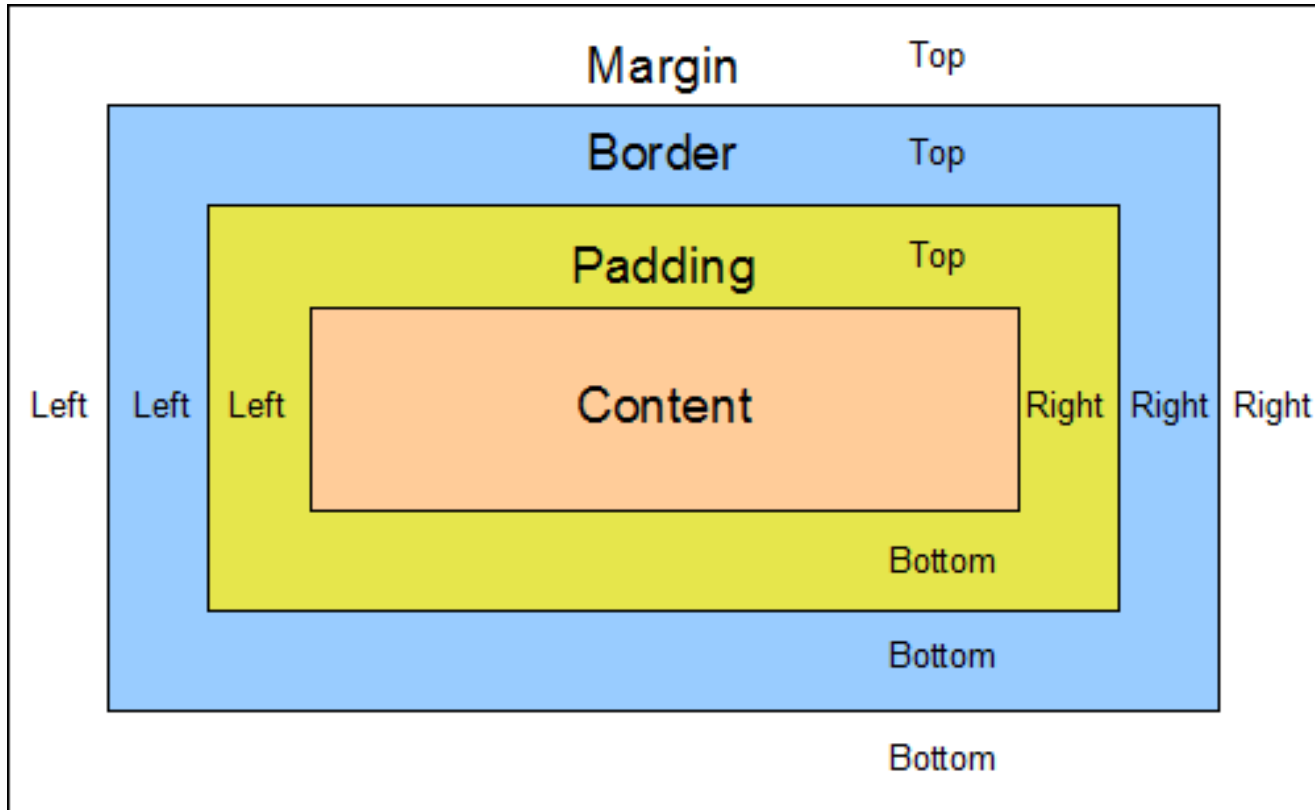 Margin Top
Border Top
Padding Top
Left Left Left Content Right Right Right
Bottom
Bottom
Bottom